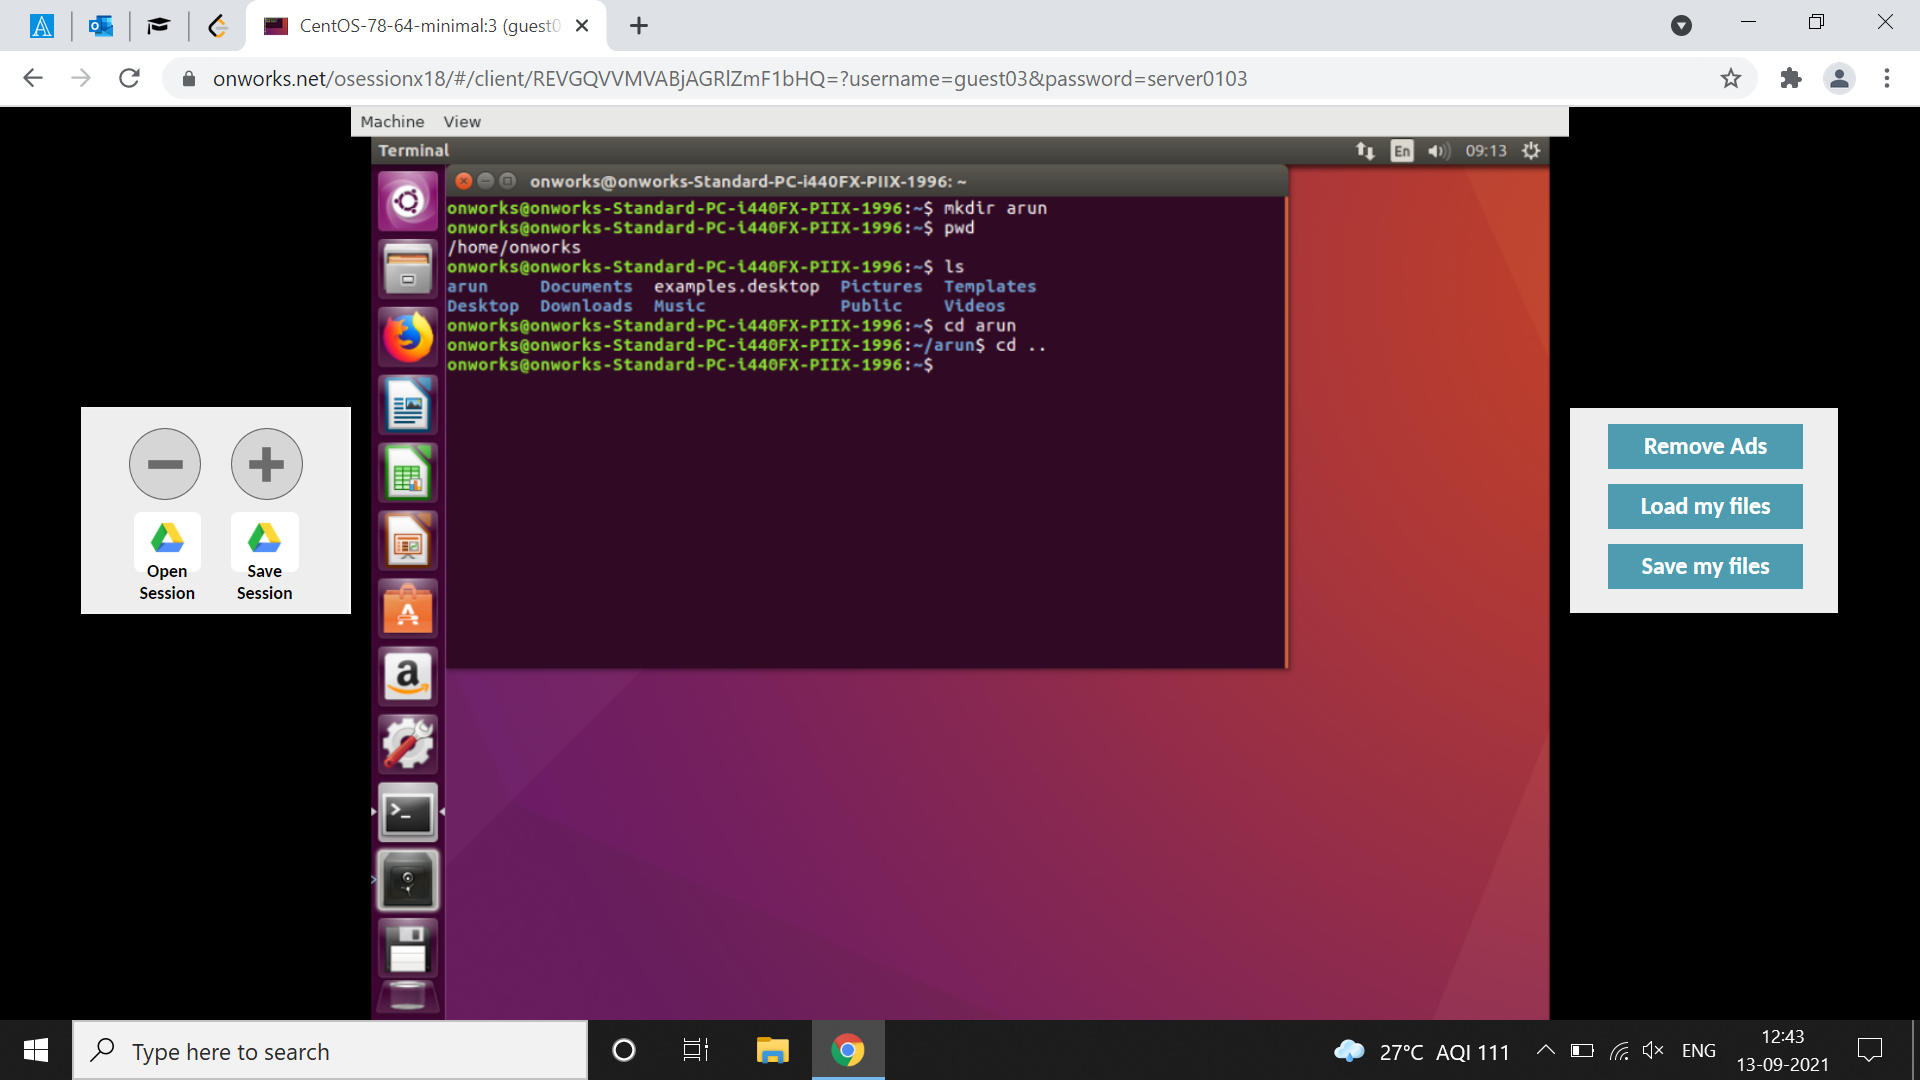 CentOS-78-64-minimal:3 (guest0
onworks.net/osessionx18/#/client/REVGQVVMVABjAGRlZmF1bHQ=?username=guest03&password=server0103
Machine View
Terminal
En
09:13
onworks@onworks-Standard-PC-i440FX-PIIX-1996: ~
onworks@onworks-Standard-PC-i440FX-PIIX-1996:~$ mkdir arun
onworks@onworks-Standard-PC-i440FX-PIIX-1996:~$ pwd
/home/onworks
onworks@onworks-Standard-PC-i440FX-PIIX-1996:~$ ls
arun Documents examples.desktop Pictures Templates
Desktop Downloads Music Public Videos
onworks@onworks-Standard-PC-i440FX-PIIX-1996:~$ cd arun
onworks@onworks-Standard-PC-i440FX-PIIX-1996:~/arun$ cd ..
onworks@onworks-Standard-PC-i440FX-PIIX-1996:~$
Open Session
Save Session
Remove Ads
Load my files
Save my files
Type here to search
27°C AQI 111
ENG
12:43
13-09-2021